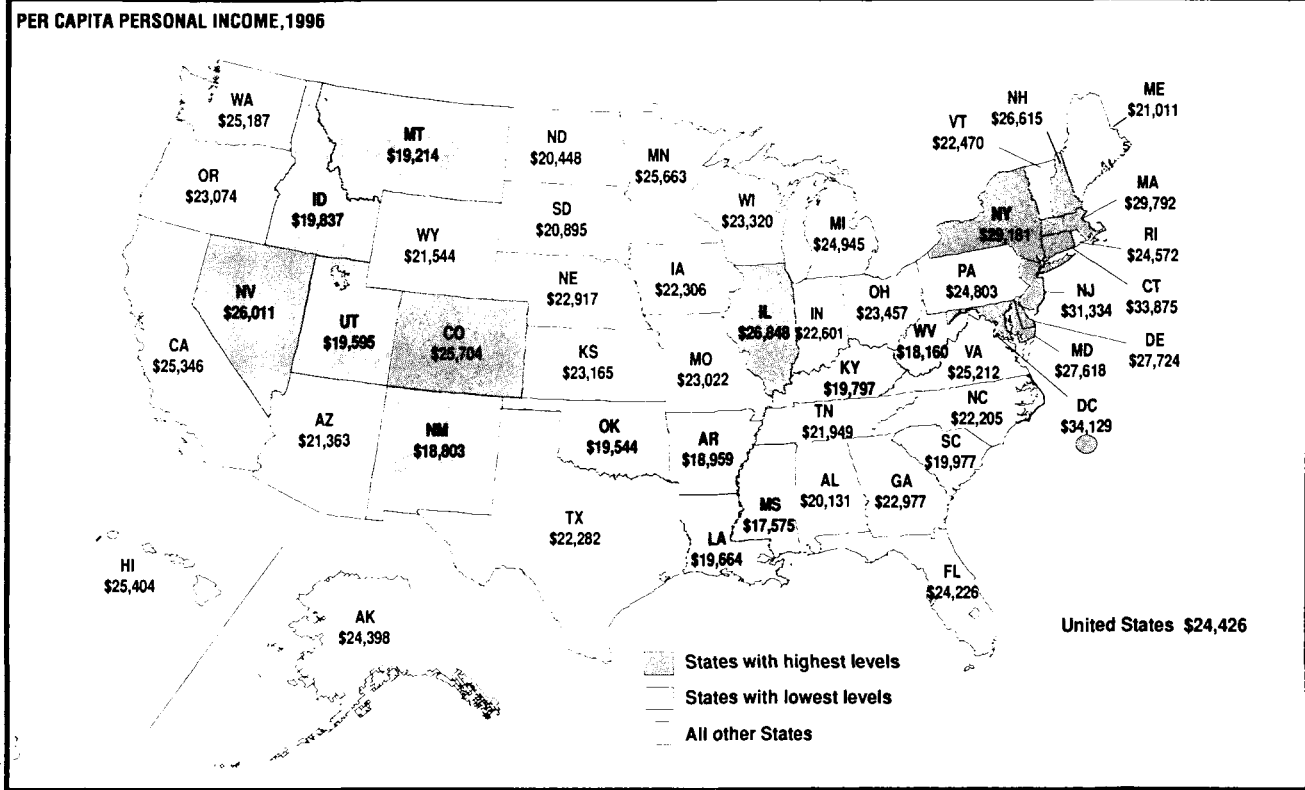 PER CAPITA PERSONAL INCOME, 1996
WA
$25,187
OR
$23,074
CA
$25,346
NV
$26,011
ID
$19,837
MT
$19,214
WY
$21,544
UT
$19,595
CO
$25,704
AZ
$21,363
NM
$18,803
ND
$20,448
SD
$20,895
NE
$22,917
KS
$23,165
OK
$19,544
TX
$22,282
MN
$25,663
IA
$22,306
MO
$23,022
AR
$18,959
LA
$19,664
WI
$23,320
IL
$26,848
MI
$24,945
IN
$22,601
OH
$23,457
KY
$19,797
TN
$21,949
MS
$17,575
AL
$20,131
GA
$22,977
FL
$24,226
SC
$19,977
NC
$22,205
VA
$25,212
WV
$18,160
PA
$24,803
NY
$29,181
VT
$22,470
NH
$26,615
ME
$21,011
MA
$29,792
RI
$24,572
CT
$33,875
NJ
$31,334
DE
$27,724
MD
$27,618
DC
$34,129
HI
$25,404
AK
$24,398
United States $24,426
States with highest levels
States with lowest levels
All other States